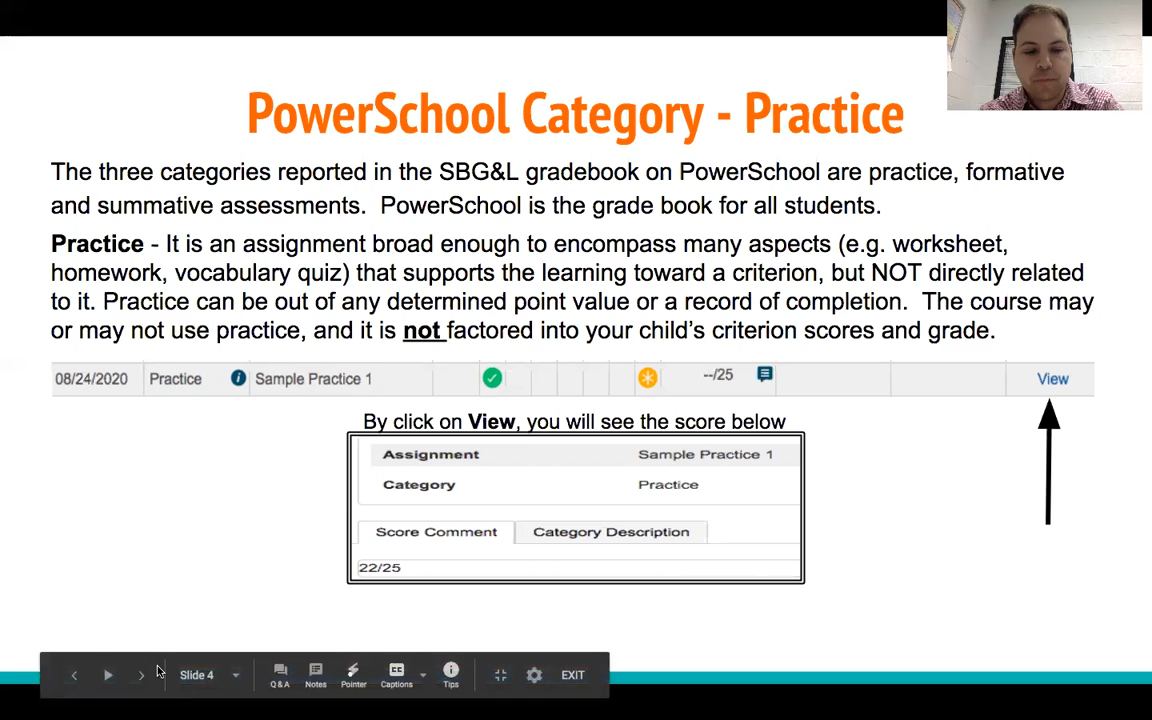 PowerSchool Category - Practice
The three categories reported in the SBG&L gradebook on PowerSchool are practice, formative
and summative assessments.  PowerSchool is the grade book for all students.
Practice - It is an assignment broad enough to encompass many aspects (e.g. worksheet,
homework, vocabulary quiz) that supports the learning toward a criterion, but NOT directly related
to it. Practice can be out of any determined point value or a record of completion.  The course may
or may not use practice, and it is not factored into your child's criterion scores and grade.
08/24/2020 Practice Sample Practice 1 --/25 View
By click on View, you will see the score below
Assignment Sample Practice 1
Category Practice
Score Comment Category Description
22/25
Slide 4 Q&A Notes Pointer Captions Tips EXIT